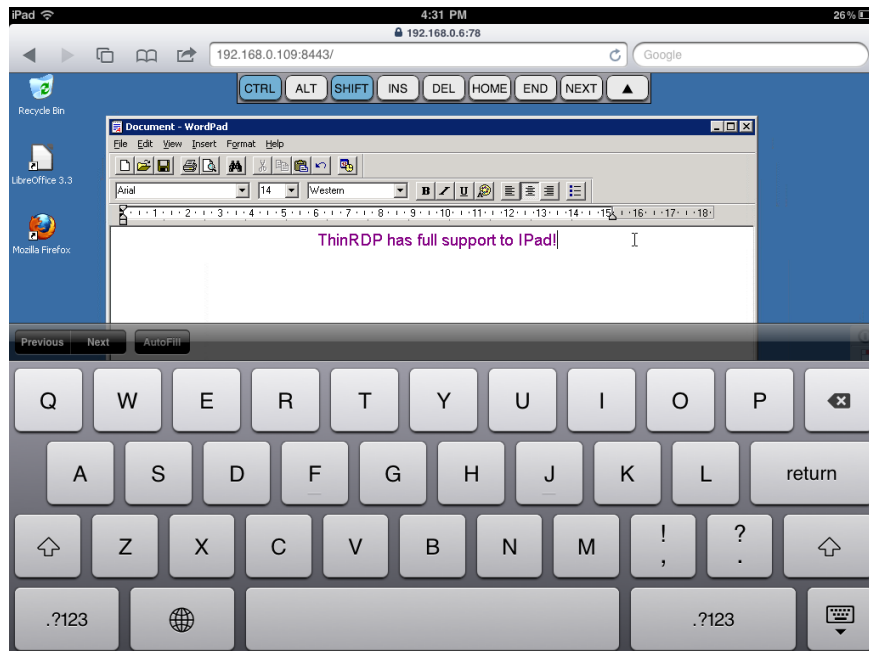 iPad 4:31 PM 26%
192.168.0.6:78
192.168.0.109:8443/ Google
CTRL ALT SHIFT INS DEL HOME END NEXT ▲
Recycle Bin
LibreOffice 3.3
Mozilla Firefox
Document - WordPad
File Edit View Insert Format Help
Arial 14 Western B / U
1 2 3 4 5 6 7 8 9 10 11 12 13 14 15 16 17 18
ThinRDP has full support to IPad!
Previous Next AutoFill
Q W E R T Y U I O P
A S D F G H J K L return
Z X C V B N M ! , ? .
.?123 .?123